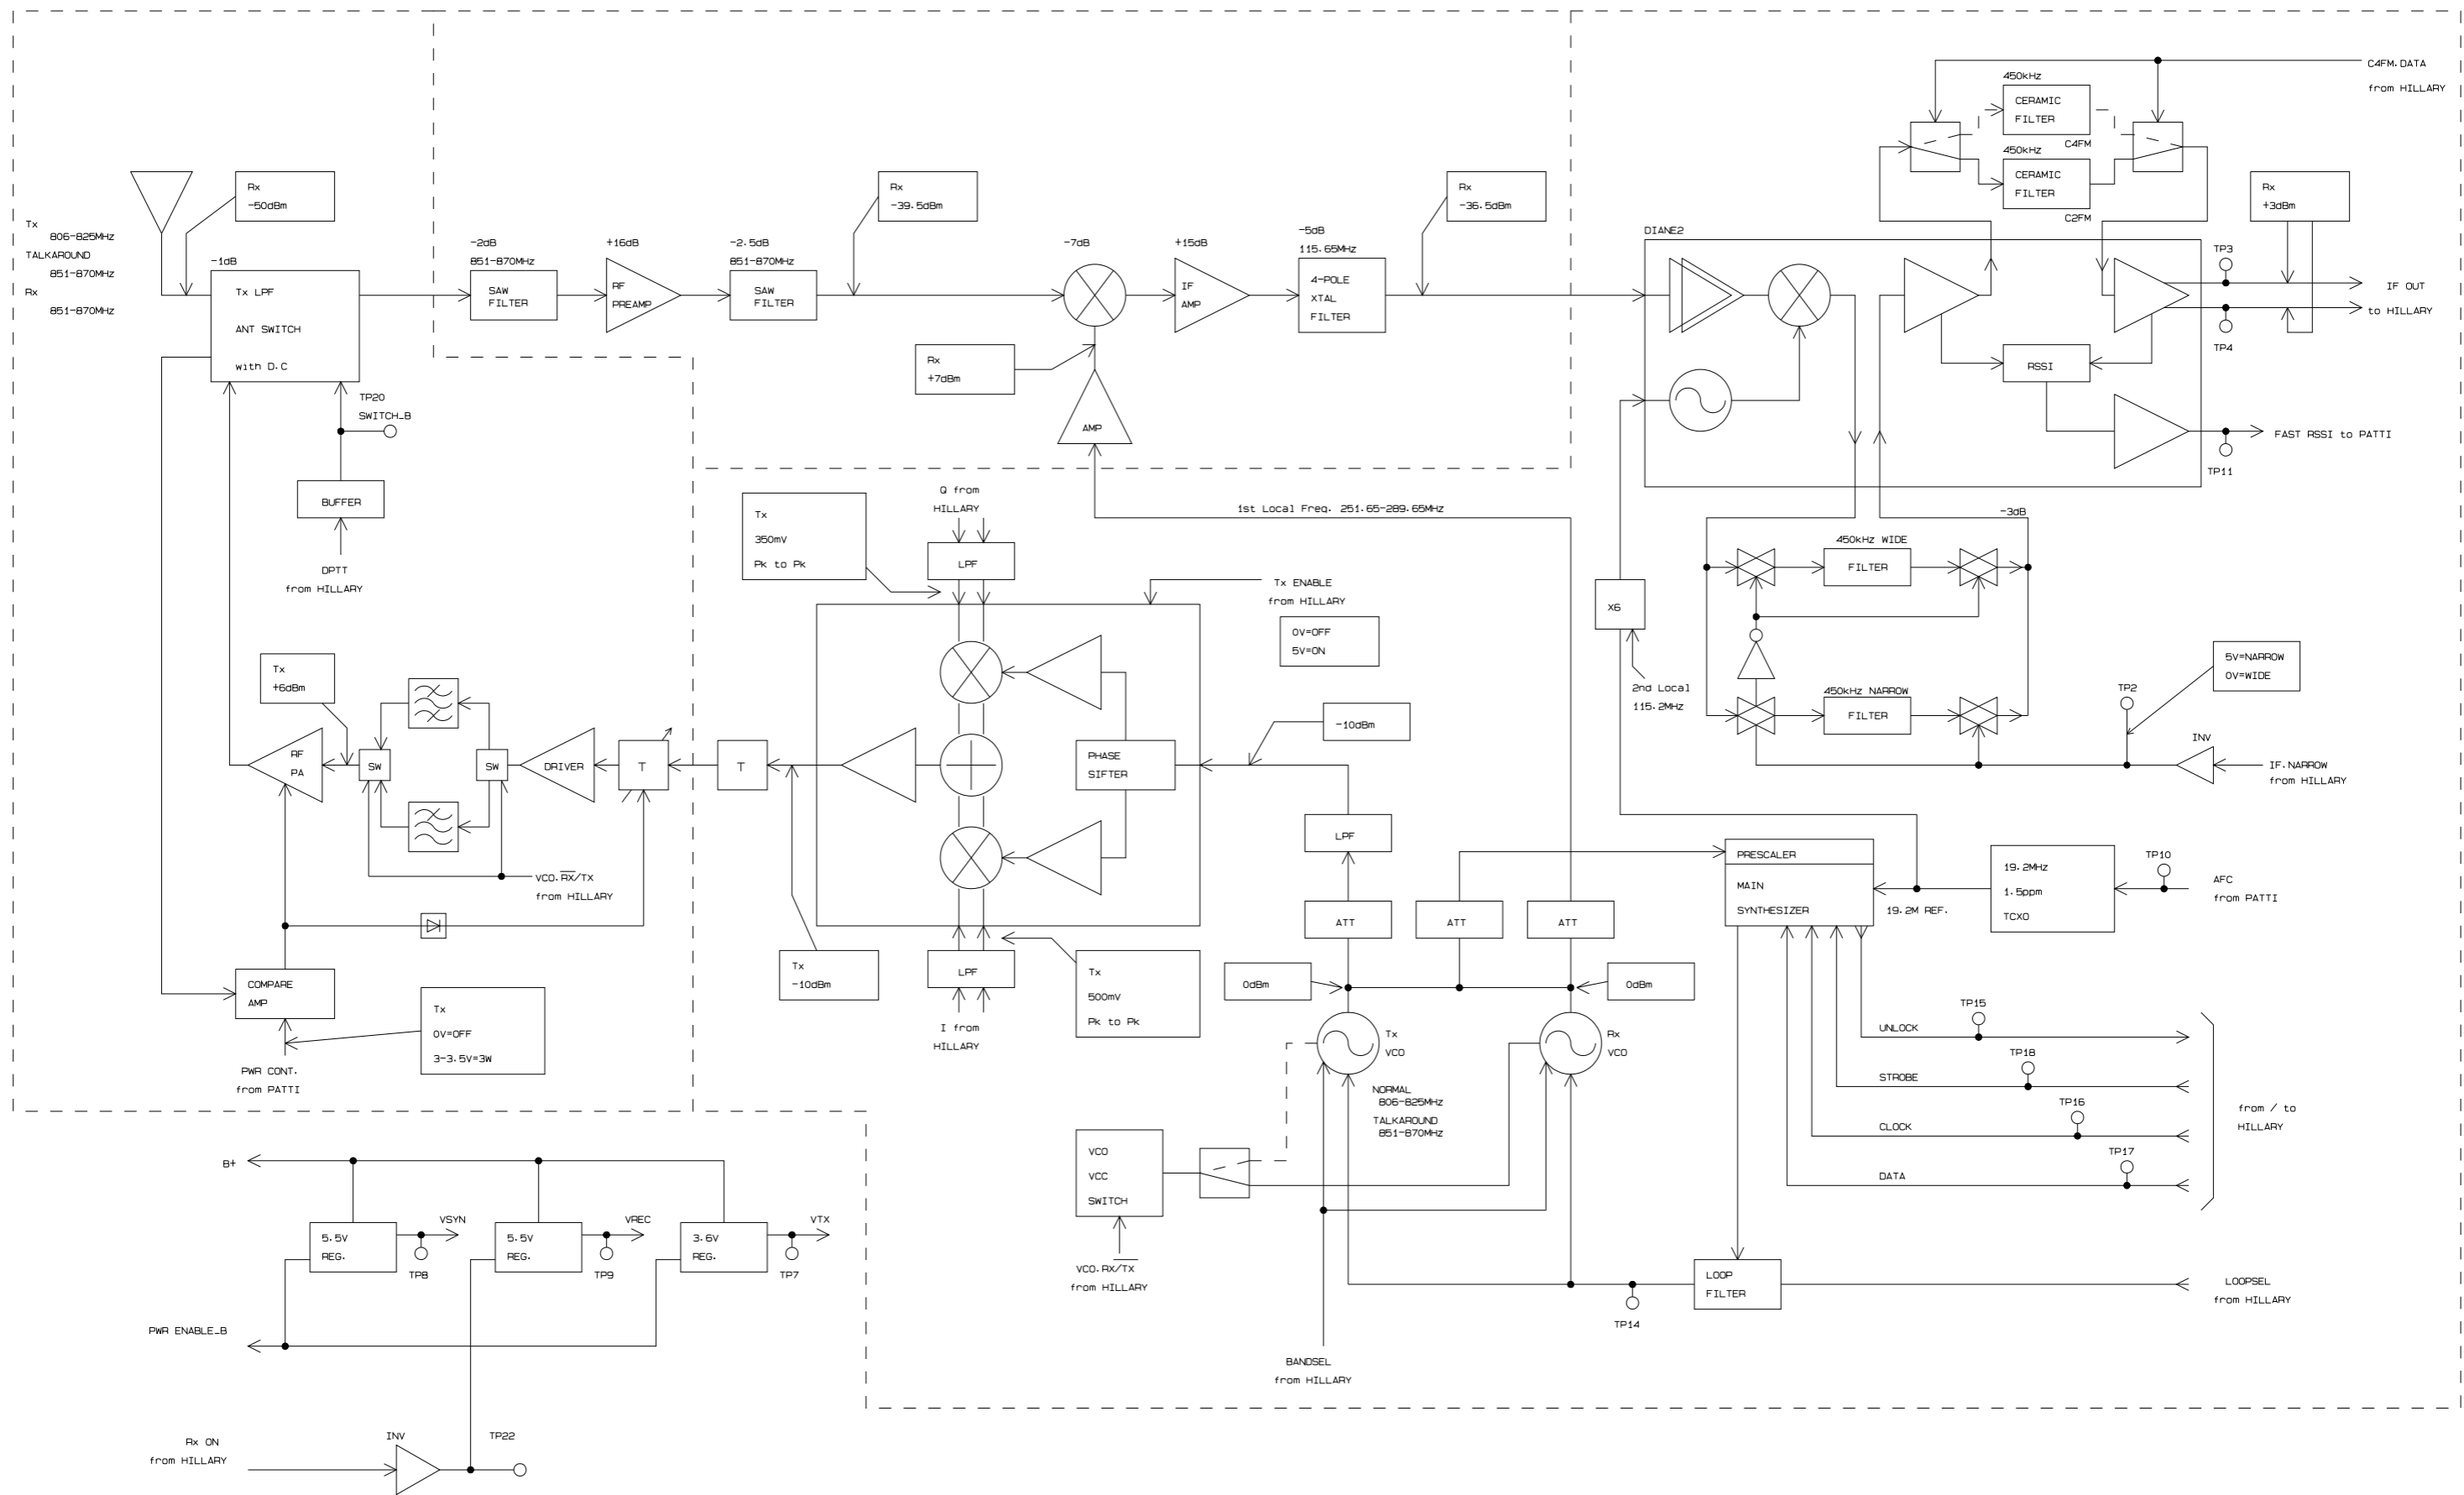 Tx
806-825MHz
TALKAROUND
851-870MHz
Rx
851-870MHz
Rx
-50dBm
-1dB
Tx LPF
ANT SWITCH
with D.C
TP20
SWITCH_B
BUFFER
DPTT
from HILLARY
-2dB
851-870MHz
SAW
FILTER
+16dB
RF
PREAMP
-2.5dB
851-870MHz
SAW
FILTER
Rx
-39.5dBm
-7dB
Rx
+7dBm
AMP
+15dB
IF
AMP
-5dB
115.65MHz
4-POLE
XTAL
FILTER
Rx
-36.5dBm
1st Local Freq. 251.65-289.65MHz
C4FM.DATA
from HILLARY
450kHz
CERAMIC
FILTER
C4FM
450kHz
CERAMIC
FILTER
C2FM
Rx
+3dBm
DIANE2
TP3
IF OUT
to HILLARY
TP4
RSSI
FAST RSSI to PATTI
TP11
-3dB
450kHz WIDE
FILTER
X6
2nd Local
115.2MHz
450kHz NARROW
FILTER
5V=NARROW
0V=WIDE
TP2
INV
IF.NARROW
from HILLARY
Tx
350mV
Pk to Pk
Q from
HILLARY
LPF
Tx ENABLE
from HILLARY
0V=OFF
5V=ON
-10dBm
PHASE
SIFTER
Tx
+6dBm
RF
PA
SW
SW
DRIVER
T
T
VCO.RX/TX
from HILLARY
Tx
-10dBm
LPF
I from
HILLARY
Tx
500mV
Pk to Pk
COMPARE
AMP
Tx
0V=OFF
3-3.5V=3W
PWR CONT.
from PATTI
LPF
ATT
ATT
ATT
0dBm
0dBm
Tx
VCO
Rx
VCO
NORMAL
806-825MHz
TALKAROUND
851-870MHz
VCO
VCC
SWITCH
VCO.RX/TX
from HILLARY
BANDSEL
from HILLARY
PRESCALER
MAIN
SYNTHESIZER
19.2M REF.
19.2MHz
1.5ppm
TCXO
TP10
AFC
from PATTI
TP15
UNLOCK
TP18
STROBE
TP16
CLOCK
TP17
DATA
from / to
HILLARY
LOOP
FILTER
TP14
LOOPSEL
from HILLARY
B+
5.5V
REG.
VSYN
TP8
5.5V
REG.
VREC
TP9
3.6V
REG.
VTX
TP7
PWR ENABLE_B
Rx ON
from HILLARY
INV
TP22